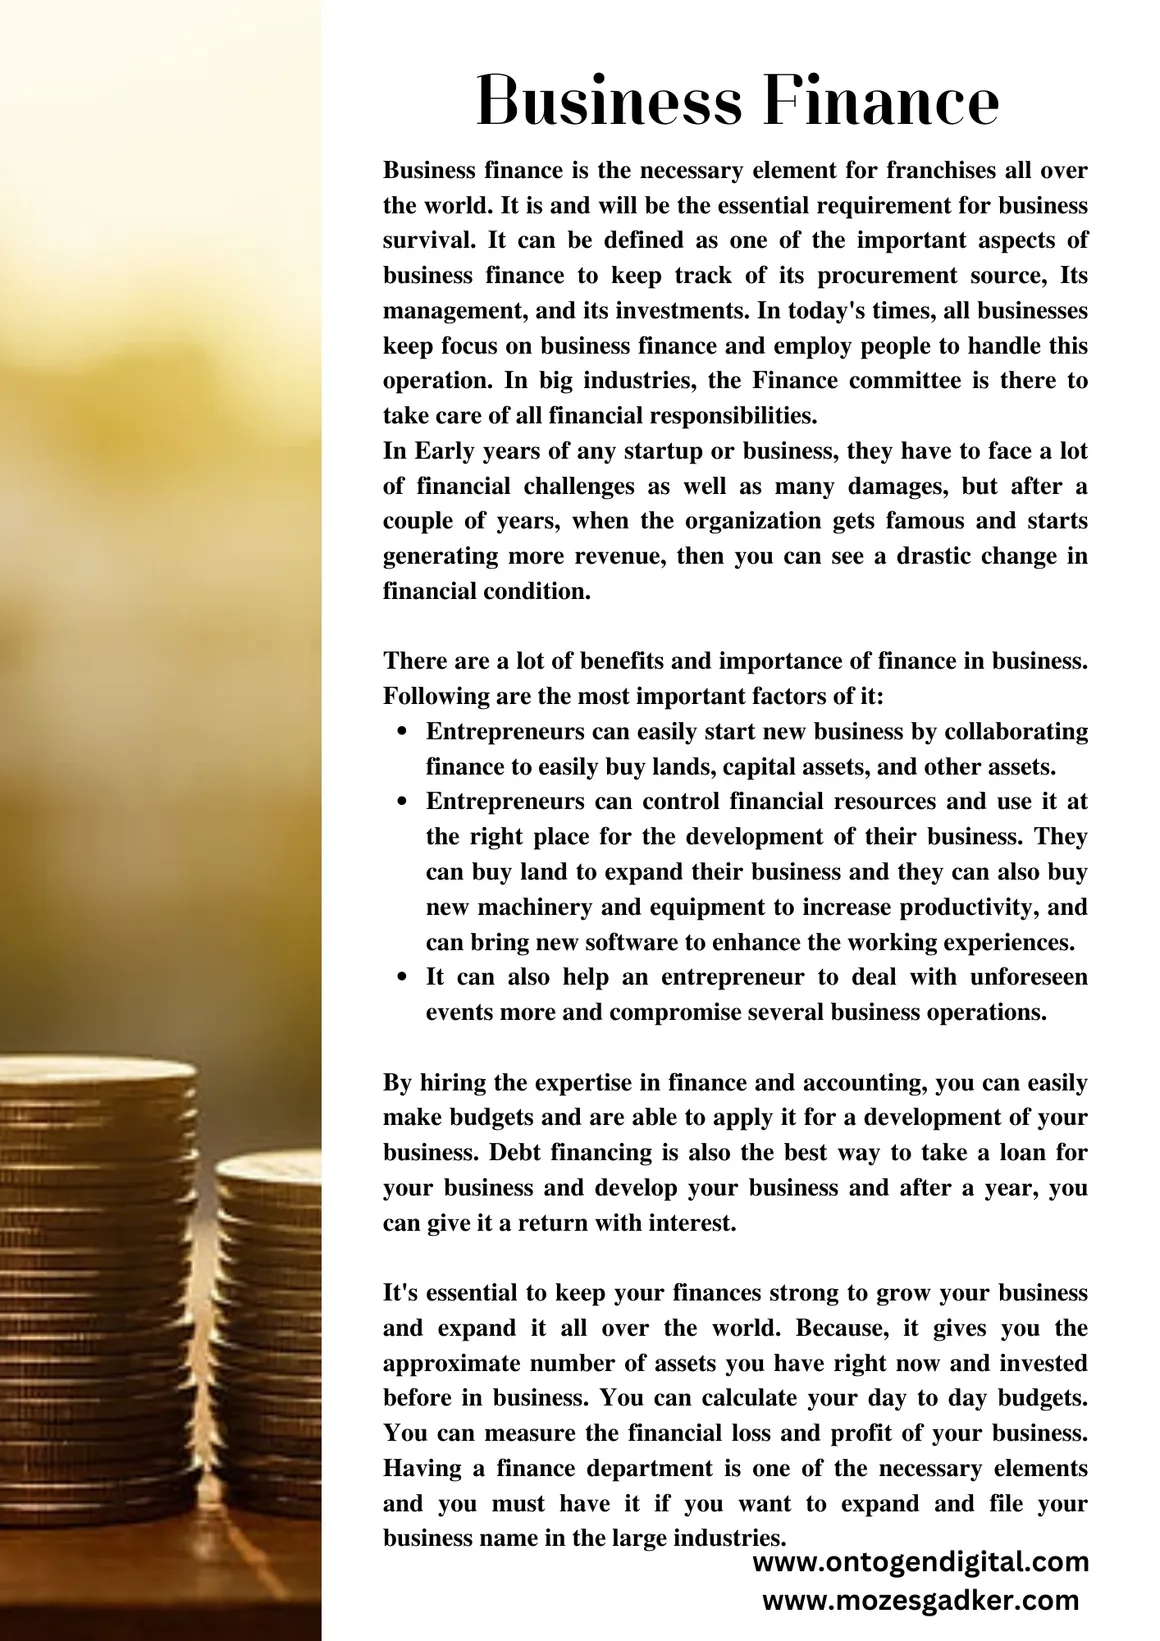 Business Finance
Business finance is the necessary element for franchises all over
the world. It is and will be the essential requirement for business
survival. It can be defined as one of the important aspects of
business finance to keep track of its procurement source, Its
management, and its investments. In today's times, all businesses
keep focus on business finance and employ people to handle this
operation. In big industries, the Finance committee is there to
take care of all financial responsibilities.
In Early years of any startup or business, they have to face a lot
of financial challenges as well as many damages, but after a
couple of years, when the organization gets famous and starts
generating more revenue, then you can see a drastic change in
financial condition.
There are a lot of benefits and importance of finance in business.
Following are the most important factors of it:
• Entrepreneurs can easily start new business by collaborating
finance to easily buy lands, capital assets, and other assets.
• Entrepreneurs can control financial resources and use it at
the right place for the development of their business. They
can buy land to expand their business and they can also buy
new machinery and equipment to increase productivity, and
can bring new software to enhance the working experiences.
• It can also help an entrepreneur to deal with unforeseen
events more and compromise several business operations.
By hiring the expertise in finance and accounting, you can easily
make budgets and are able to apply it for a development of your
business. Debt financing is also the best way to take a loan for
your business and develop your business and after a year, you
can give it a return with interest.
It's essential to keep your finances strong to grow your business
and expand it all over the world. Because, it gives you the
approximate number of assets you have right now and invested
before in business. You can calculate your day to day budgets.
You can measure the financial loss and profit of your business.
Having a finance department is one of the necessary elements
and you must have it if you want to expand and file your
business name in the large industries.
www.ontogendigital.com
www.mozesgadker.com